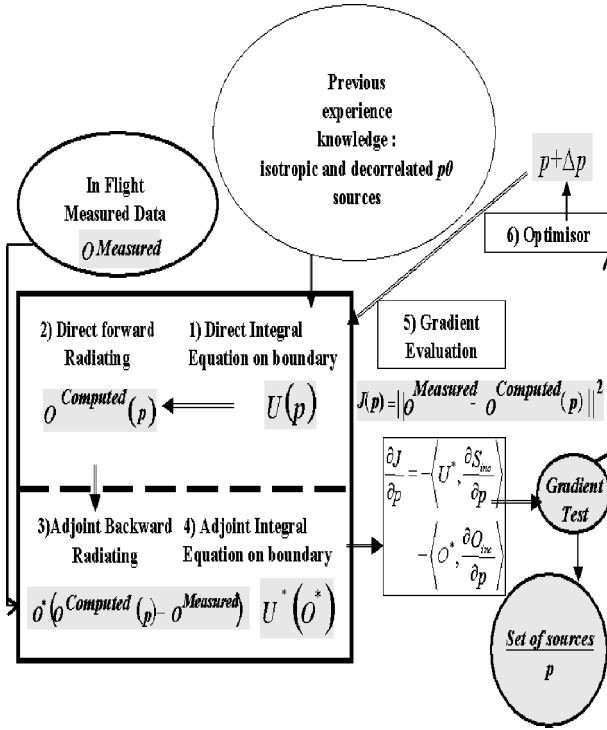 Previous
experience
knowledge :
isotropic and decorrelated p0
sources
In Flight
Measured Data
O^Measured
p+Δp
6) Optimisor
2) Direct forward
Radiating
1) Direct Integral
Equation on boundary
O^Computed (p)
U(p)
5) Gradient
Evaluation
J(p)=||O^Measured - O^Computed (p)||^2
∂J/∂p = -⟨U^*, ∂S_inc/∂p⟩
-⟨O^*, ∂O_inc/∂p⟩
Gradient
Test
3)Adjoint Backward
Radiating
4) Adjoint Integral
Equation on boundary
O^*(O^Computed (p)- O^Measured)
U^*(O^*)
Set of sources
p